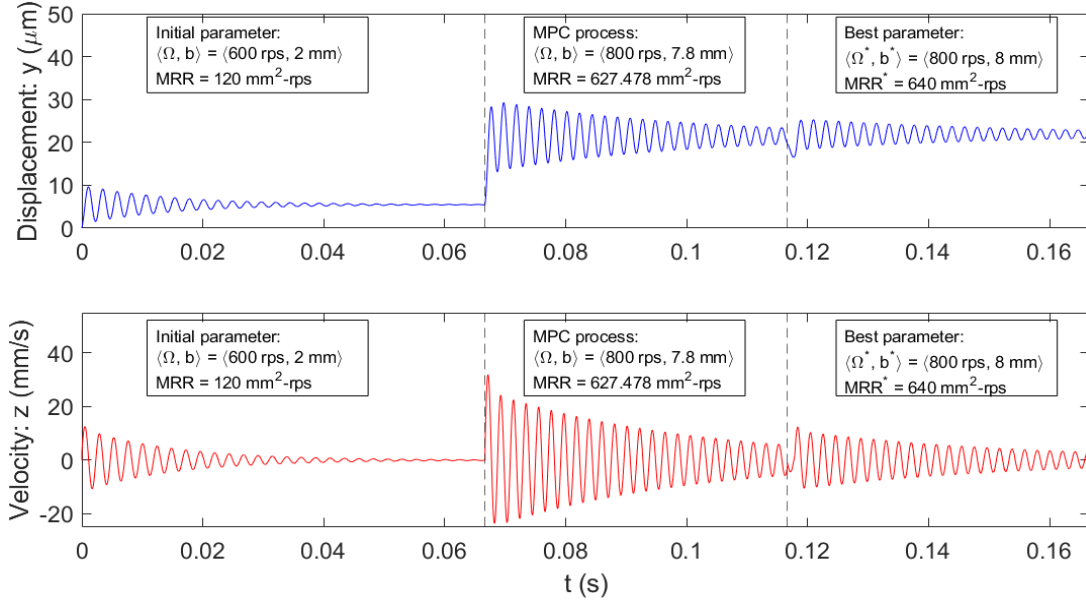 50
40
30
20
10
0
Displacement: y (μm)
Initial parameter:
⟨Ω, b⟩ = ⟨600 rps, 2 mm⟩
MRR = 120 mm²-rps
MPC process:
⟨Ω, b⟩ = ⟨800 rps, 7.8 mm⟩
MRR = 627.478 mm²-rps
Best parameter:
⟨Ω*, b*⟩ = ⟨800 rps, 8 mm⟩
MRR* = 640 mm²-rps
0 0.02 0.04 0.06 0.08 0.1 0.12 0.14 0.16
40
20
0
-20
Velocity: z (mm/s)
Initial parameter:
⟨Ω, b⟩ = ⟨600 rps, 2 mm⟩
MRR = 120 mm²-rps
MPC process:
⟨Ω, b⟩ = ⟨800 rps, 7.8 mm⟩
MRR = 627.478 mm²-rps
Best parameter:
⟨Ω*, b*⟩ = ⟨800 rps, 8 mm⟩
MRR* = 640 mm²-rps
0 0.02 0.04 0.06 0.08 0.1 0.12 0.14 0.16
t (s)